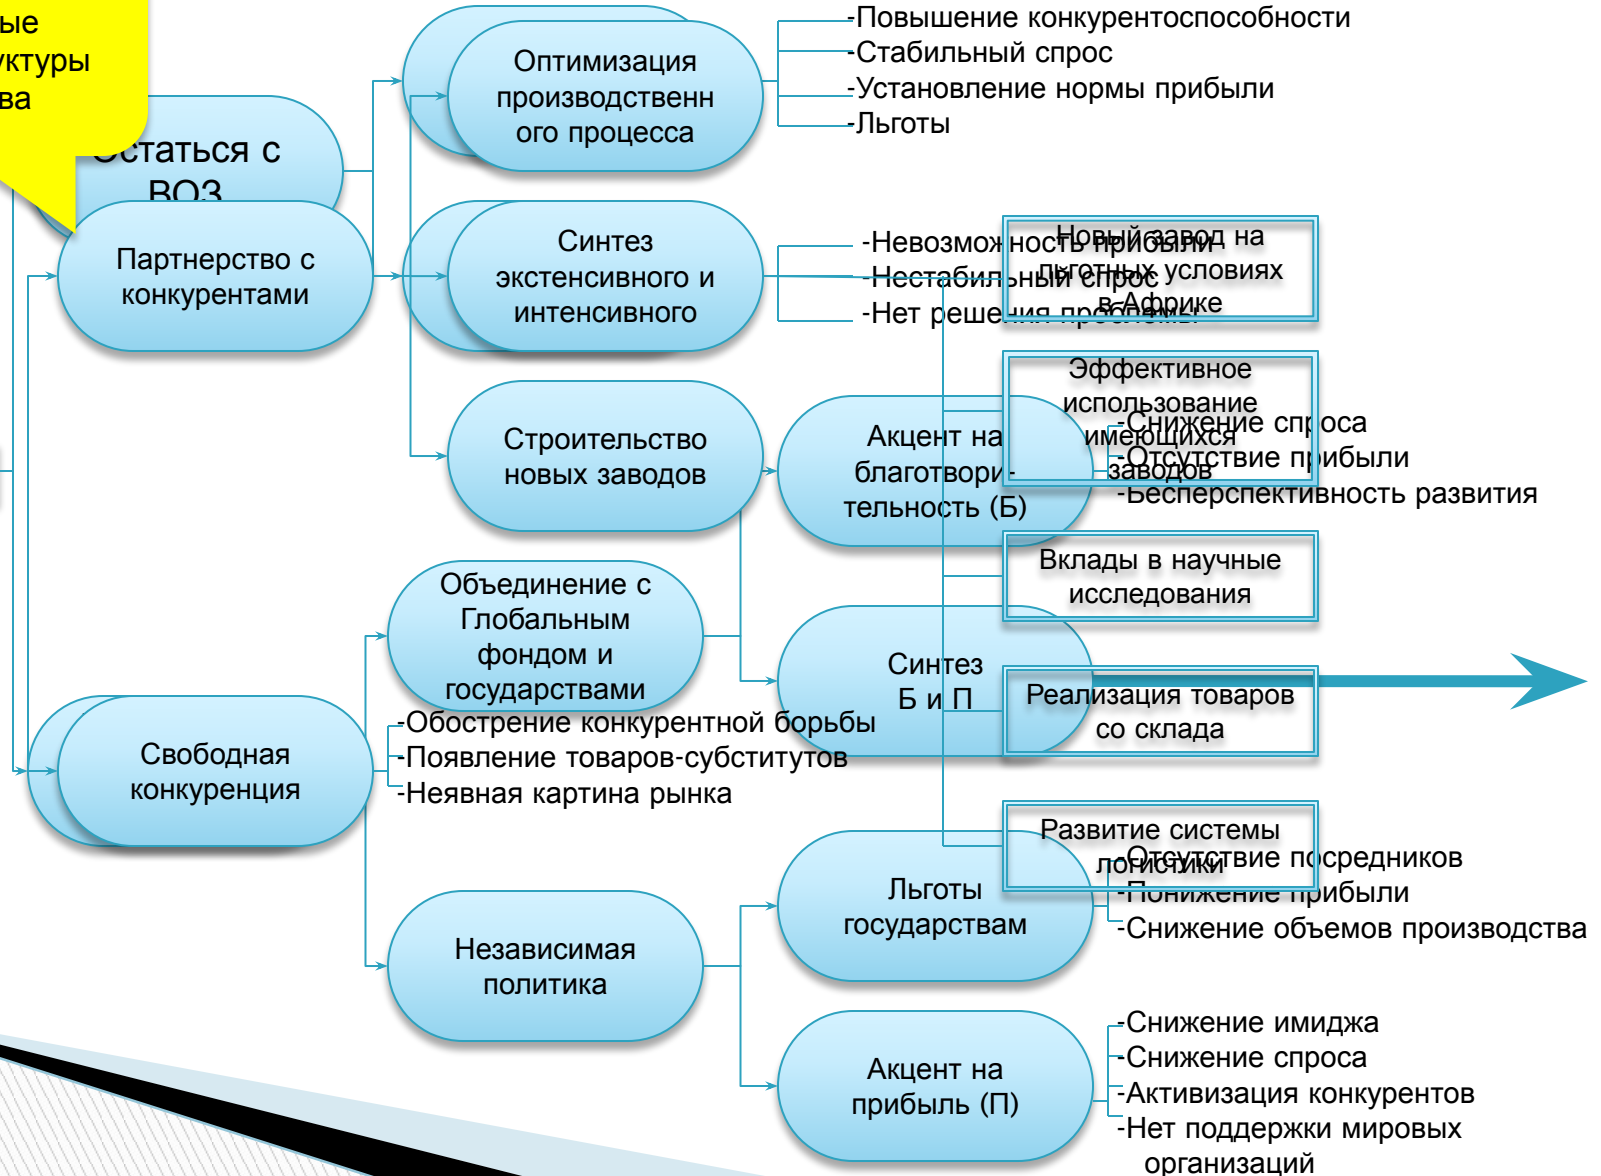 -Повышение конкурентоспособности
-Стабильный спрос
-Установление нормы прибыли
-Льготы
Оптимизация
производственн
ого процесса
ые
уктуры
ва
Остаться с
ВОЗ
Партнерство с
конкурентами
Синтез
экстенсивного и
интенсивного
-Невозможность прибыли
-Нестабильный спрос
-Нет решения проблемы
Новый завод на
льготных условиях
в Африке
Эффективное
использование
имеющихся
заводов
Строительство
новых заводов
Акцент на
благотвори-
тельность (Б)
-Снижение спроса
-Отсутствие прибыли
-Бесперспективность развития
Вклады в научные
исследования
Объединение с
Глобальным
фондом и
государствами
Синтез
Б и П
Реализация товаров
со склада
Свободная
конкуренция
-Обострение конкурентной борьбы
-Появление товаров-субститутов
-Неявная картина рынка
Развитие системы
логистики
Льготы
государствам
-Отсутствие посредников
-Понижение прибыли
-Снижение объемов производства
Независимая
политика
Акцент на
прибыль (П)
-Снижение имиджа
-Снижение спроса
-Активизация конкурентов
-Нет поддержки мировых
организаций